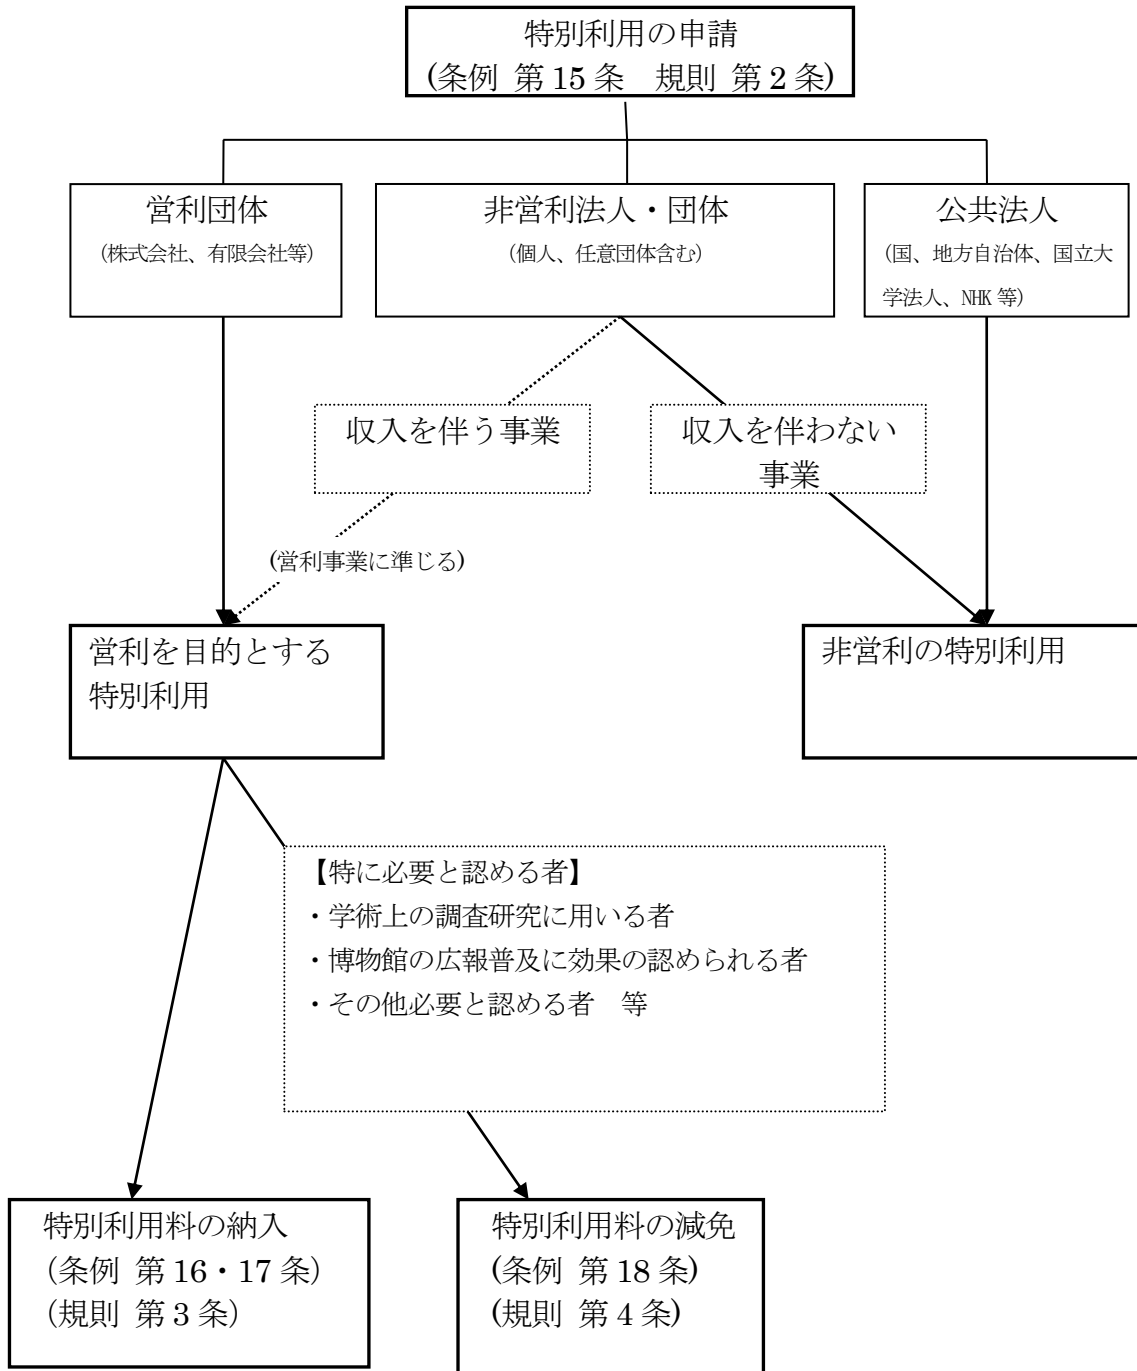 特別利用の申請
(条例 第15条　規則 第2条)
営利団体
(株式会社、有限会社等)
非営利法人・団体
(個人、任意団体含む)
公共法人
(国、地方自治体、国立大
学法人、NHK等)
収入を伴う事業
収入を伴わない
事業
(営利事業に準じる)
営利を目的とする
特別利用
非営利の特別利用
【特に必要と認める者】
・学術上の調査研究に用いる者
・博物館の広報普及に効果の認められる者
・その他必要と認める者　等
特別利用料の納入
（条例 第16・17条）
（規則 第3条）
特別利用料の減免
(条例 第18条)
(規則 第4条)